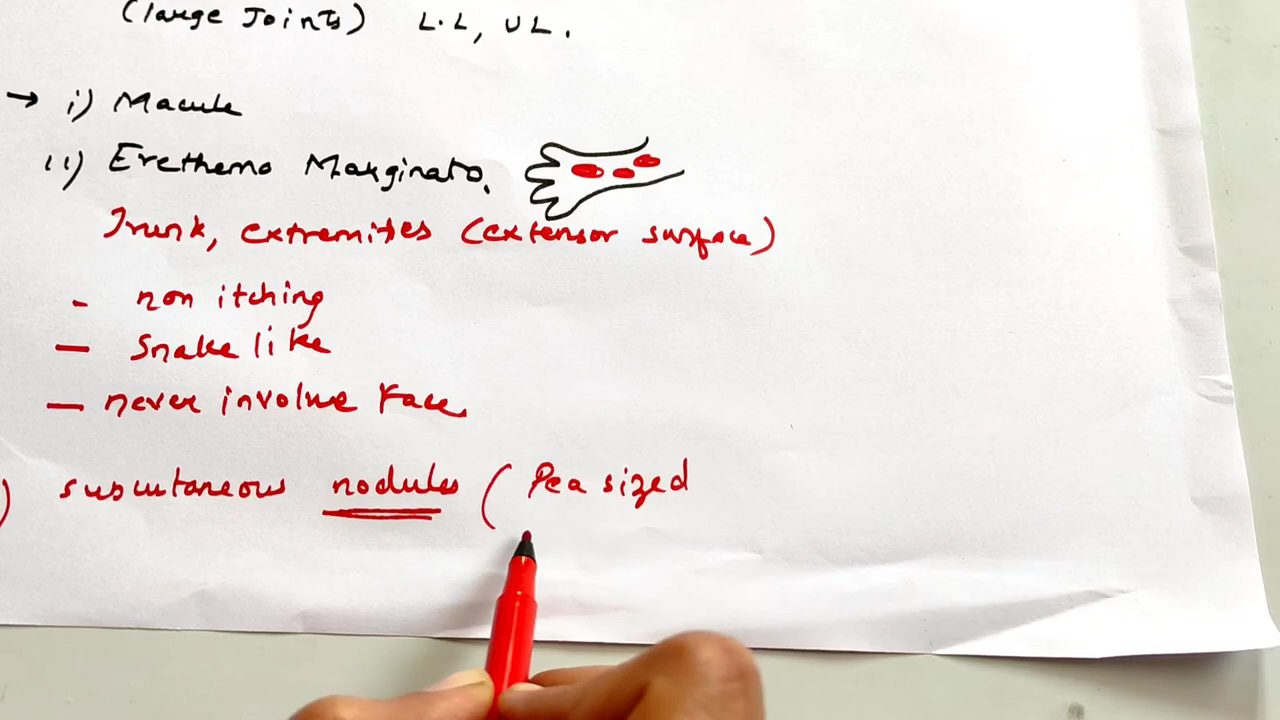 (large Joints) L.L, UL.
→ i) Macule
ii) Erethema Marginato.
Trunk, extremites (extensor surface)
- non itching
- Snake like
- never involve Face
) subcutaneous nodules ( Pea sized